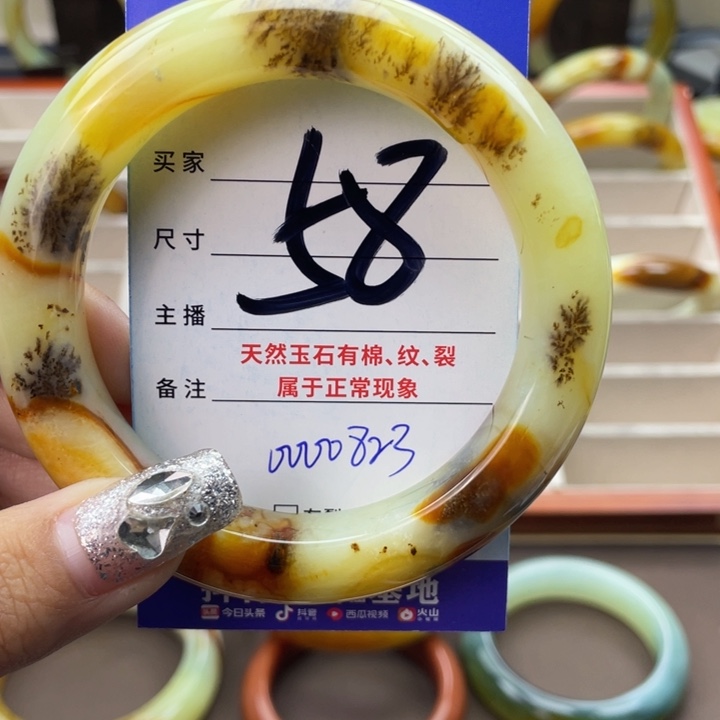 买家
58
尺寸
主播
天然玉石有棉、纹、裂
属于正常现象
备注
0000823
今日头条 抖音 西瓜视频 火山